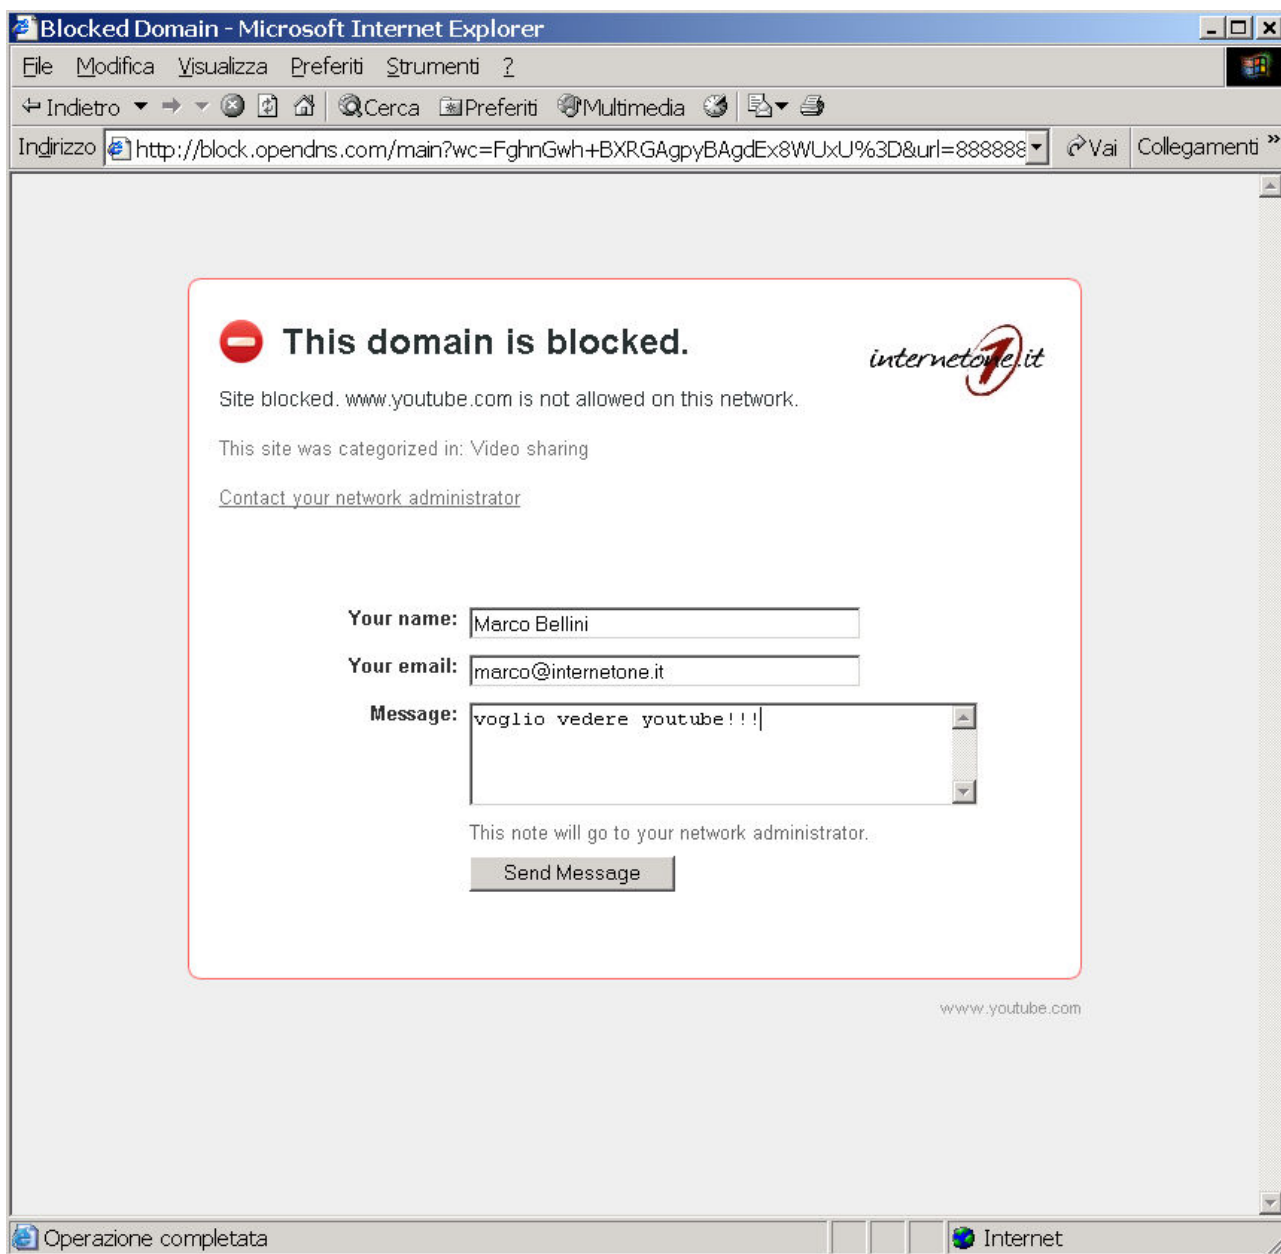 Blocked Domain - Microsoft Internet Explorer
File Modifica Visualizza Preferiti Strumenti ?
Indietro Cerca Preferiti Multimedia
Indirizzo http://block.opendns.com/main?wc=FghnGwh+BXRGAgpyBAgdEx8WUxU%3D&url=888888 Vai Collegamenti »
This domain is blocked.
internetone.it
1
Site blocked. www.youtube.com is not allowed on this network.
This site was categorized in: Video sharing
Contact your network administrator
Your name: Marco Bellini
Your email: marco@internetone.it
Message: voglio vedere youtube!!!
This note will go to your network administrator.
Send Message
www.youtube.com
Operazione completata Internet